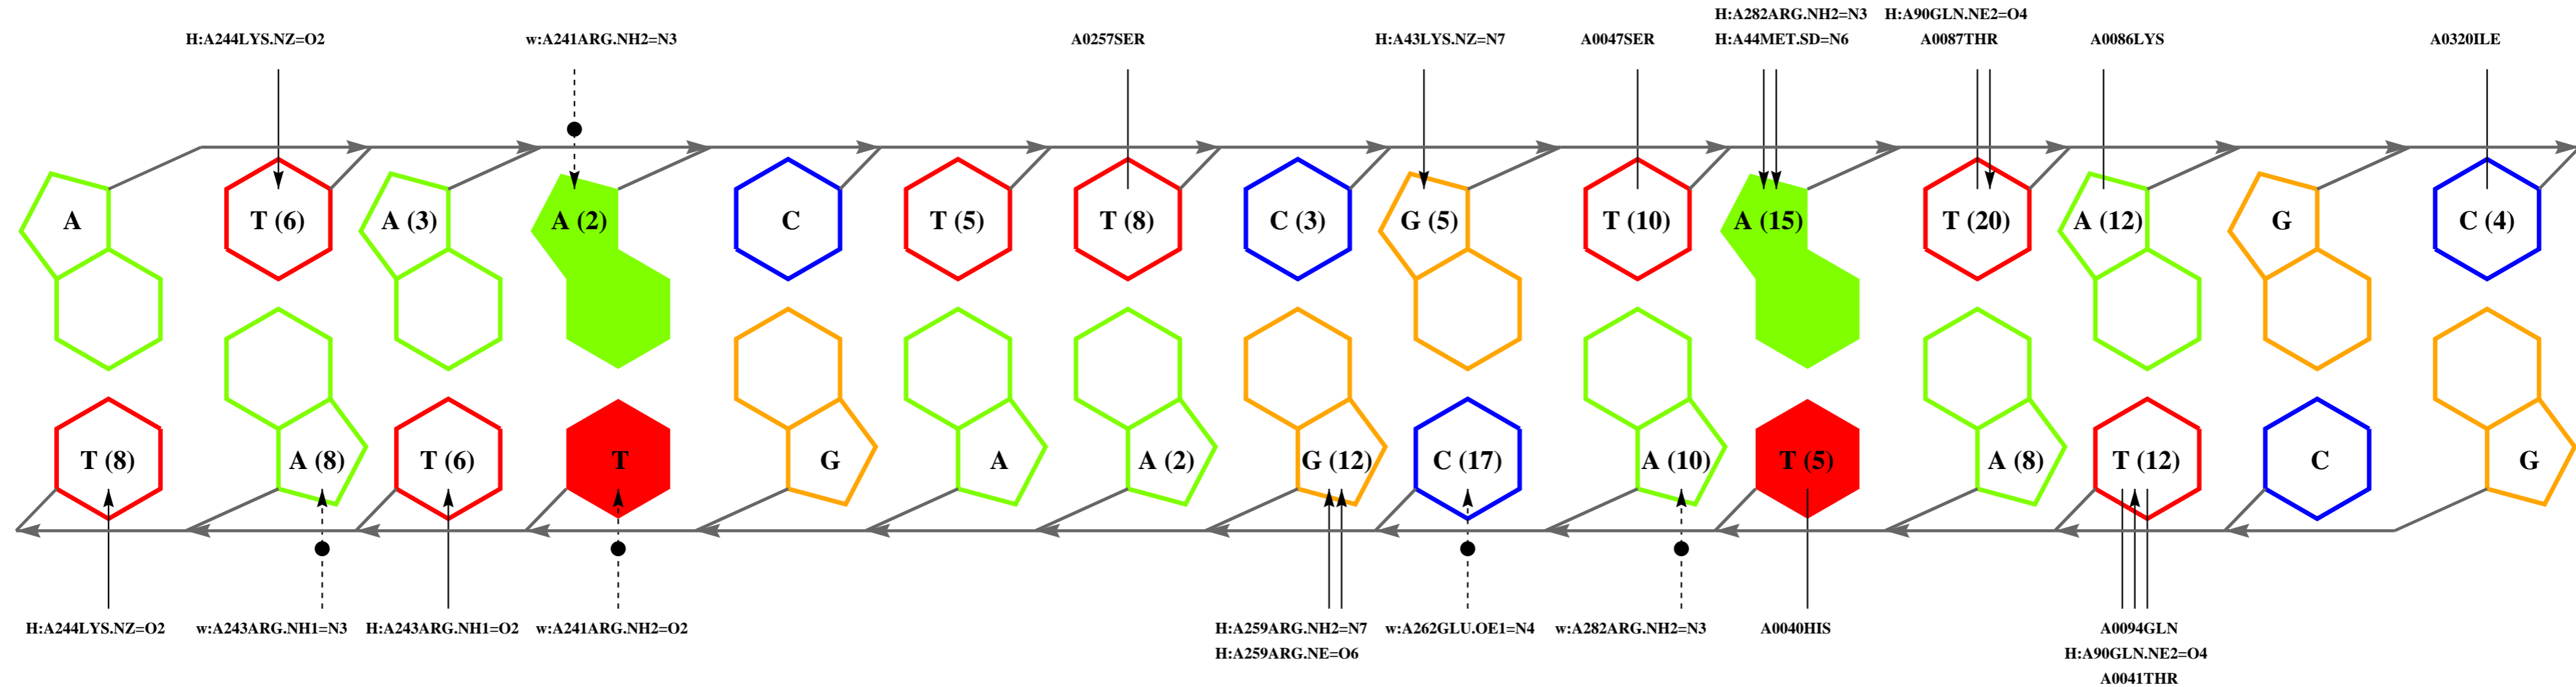 H:A282ARG.NH2=N3 H:A90GLN.NE2=O4
H:A244LYS.NZ=O2 w:A241ARG.NH2=N3 A0257SER H:A43LYS.NZ=N7 A0047SER H:A44MET.SD=N6 A0087THR A0086LYS A0320ILE
A T (6) A (3) A (2) C T (5) T (8) C (3) G (5) T (10) A (15) T (20) A (12) G C (4)
T (8) A (8) T (6) T G A A (2) G (12) C (17) A (10) T (5) A (8) T (12) C G
H:A244LYS.NZ=O2 w:A243ARG.NH1=N3 H:A243ARG.NH1=O2 w:A241ARG.NH2=O2 H:A259ARG.NH2=N7 w:A262GLU.OE1=N4 w:A282ARG.NH2=N3 A0040HIS A0094GLN
H:A259ARG.NE=O6 H:A90GLN.NE2=O4
A0041THR